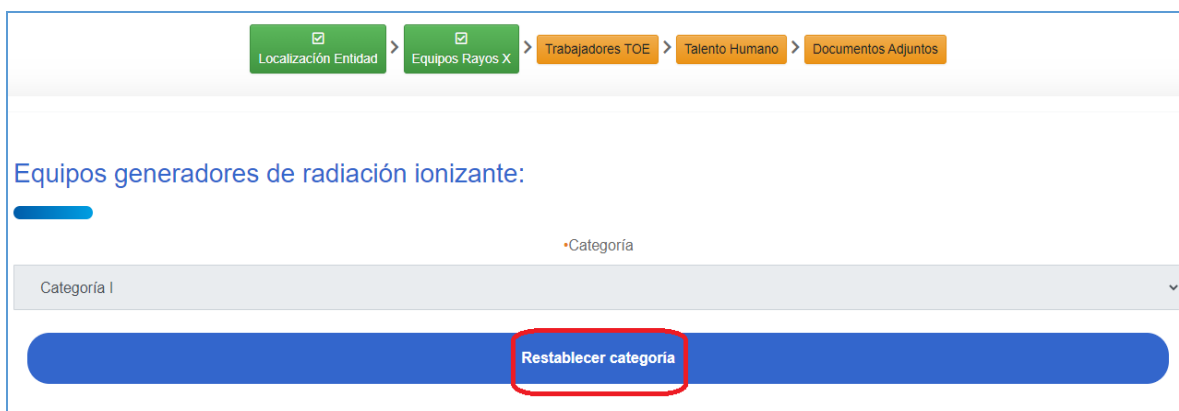 Localización Entidad
Equipos Rayos X
Trabajadores TOE
Talento Humano
Documentos Adjuntos
Equipos generadores de radiación ionizante:
•Categoría
Categoría I
Restablecer categoría